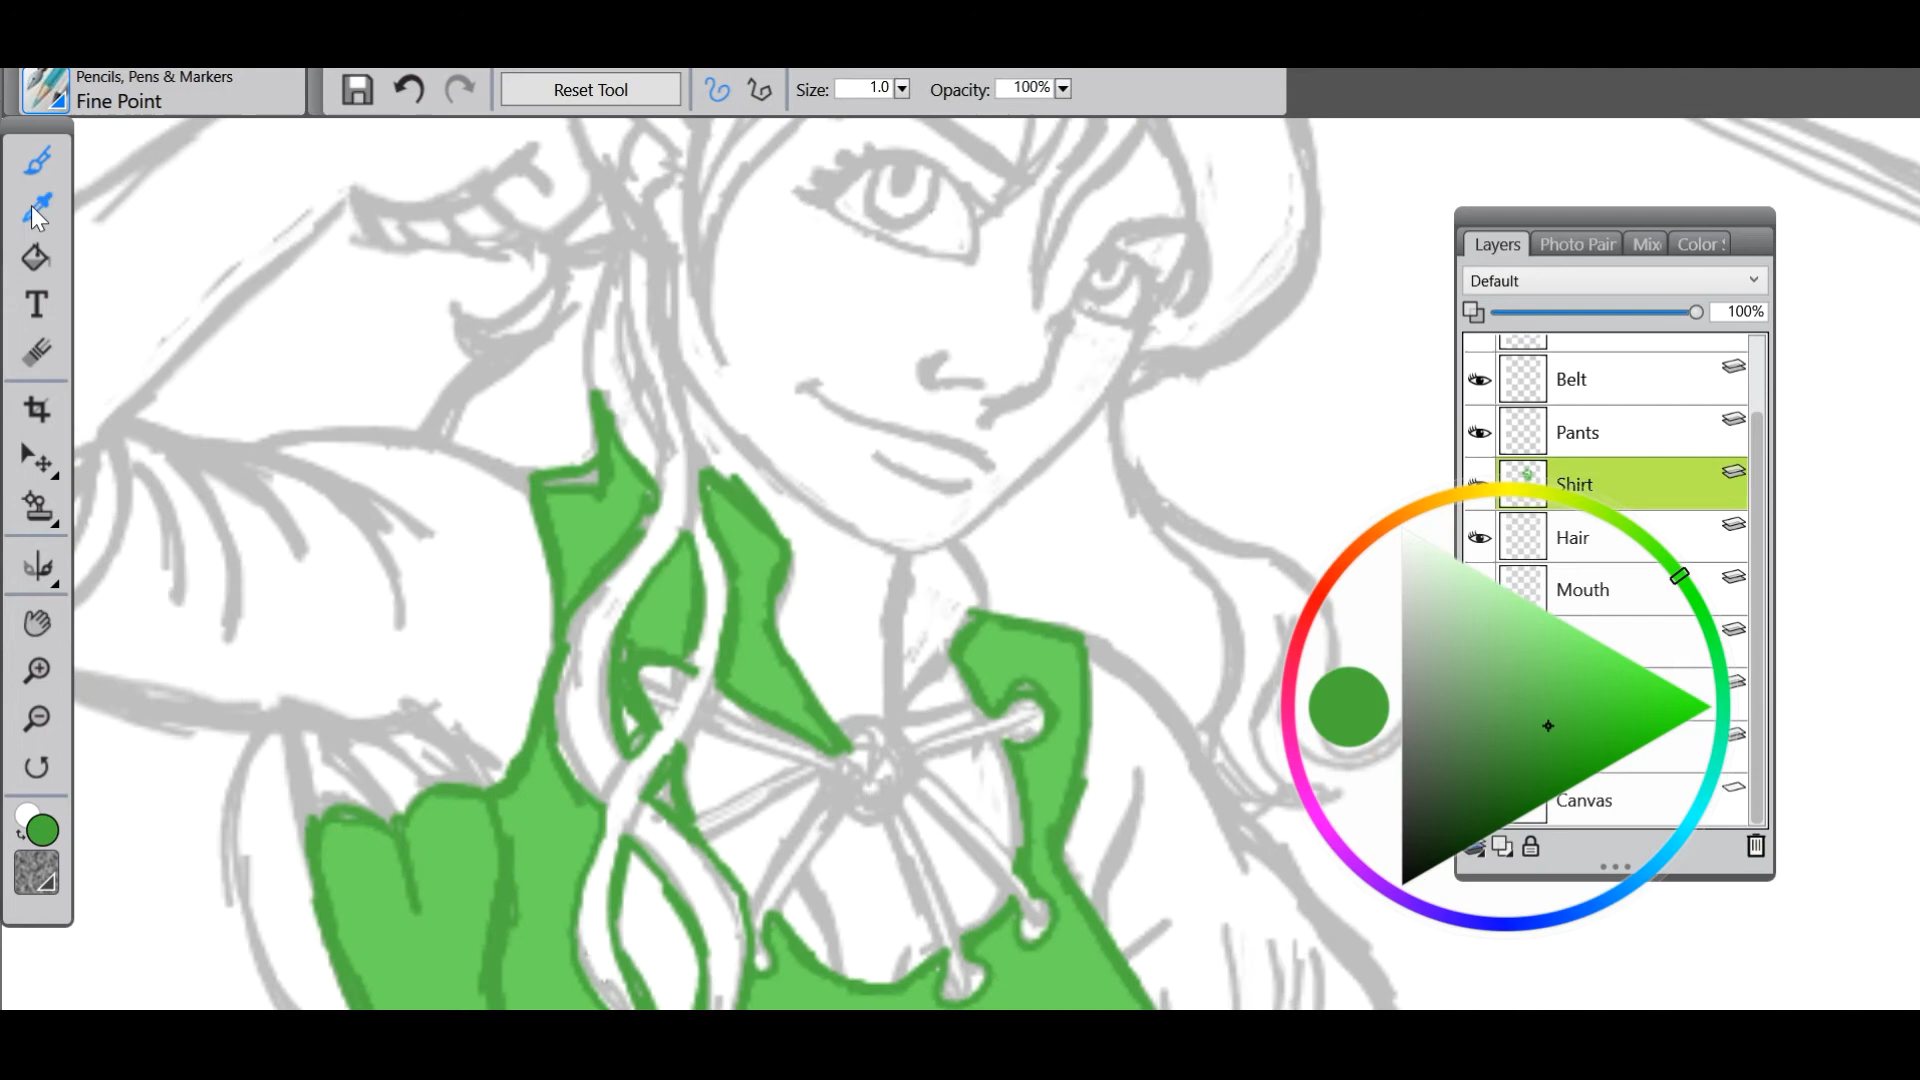 Pencils, Pens & Markers
Fine Point
Reset Tool
Size: 1.0
Opacity: 100%
Layers
Photo Pair
Mix
Color
Default
100%
Belt
Pants
Shirt
Hair
Mouth
Canvas
T